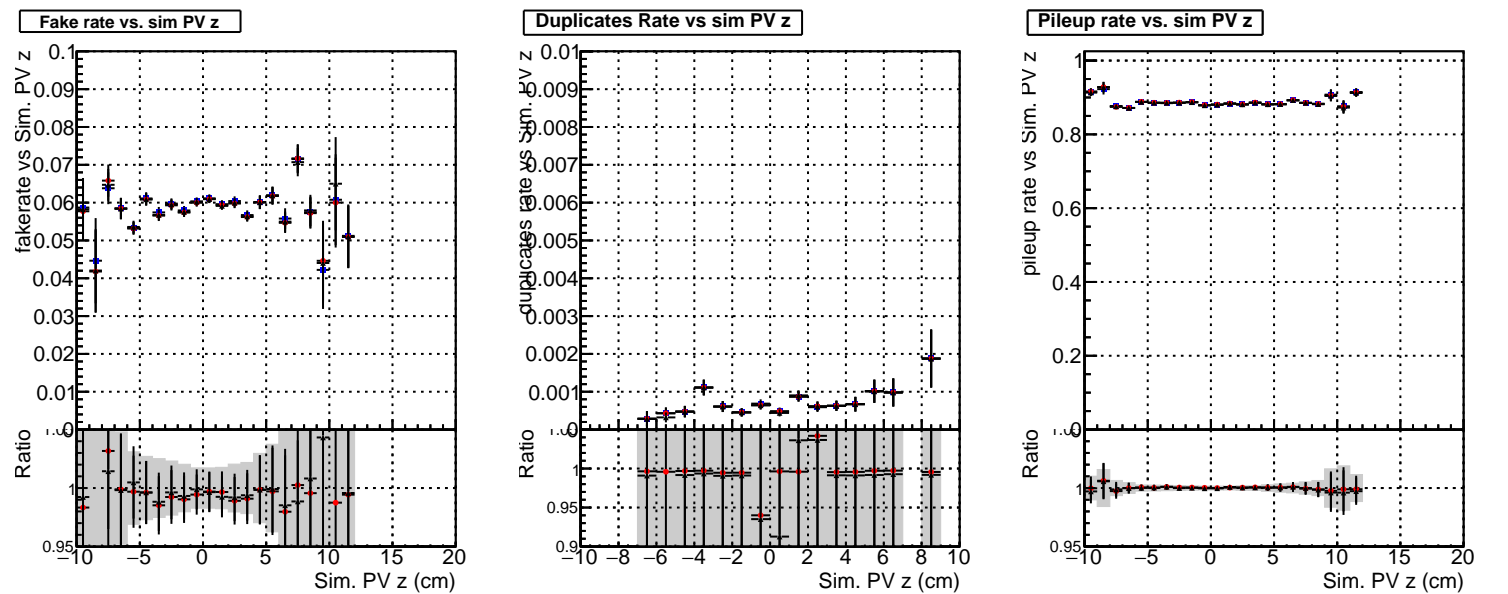 Fake rate vs. sim PV z
fakerate vs Sim. PV z
0.1
0.09
0.08
0.07
0.06
0.05
0.04
0.03
0.02
0.01
0
Ratio
1
0.95
−10 −5 0 5 10 15 20
Sim. PV z (cm)
Duplicates Rate vs sim PV z
duplicates rate vs Sim. PV z
0.01
0.009
0.008
0.007
0.006
0.005
0.004
0.003
0.002
0.001
0
Ratio
1
0.95
0.9
−10 −8 −6 −4 −2 0 2 4 6 8 10
Sim. PV z (cm)
Pileup rate vs. sim PV z
pileup rate vs Sim. PV z
1
0.8
0.6
0.4
0.2
0
Ratio
1
0.95
−10 −5 0 5 10 15 20
Sim. PV z (cm)